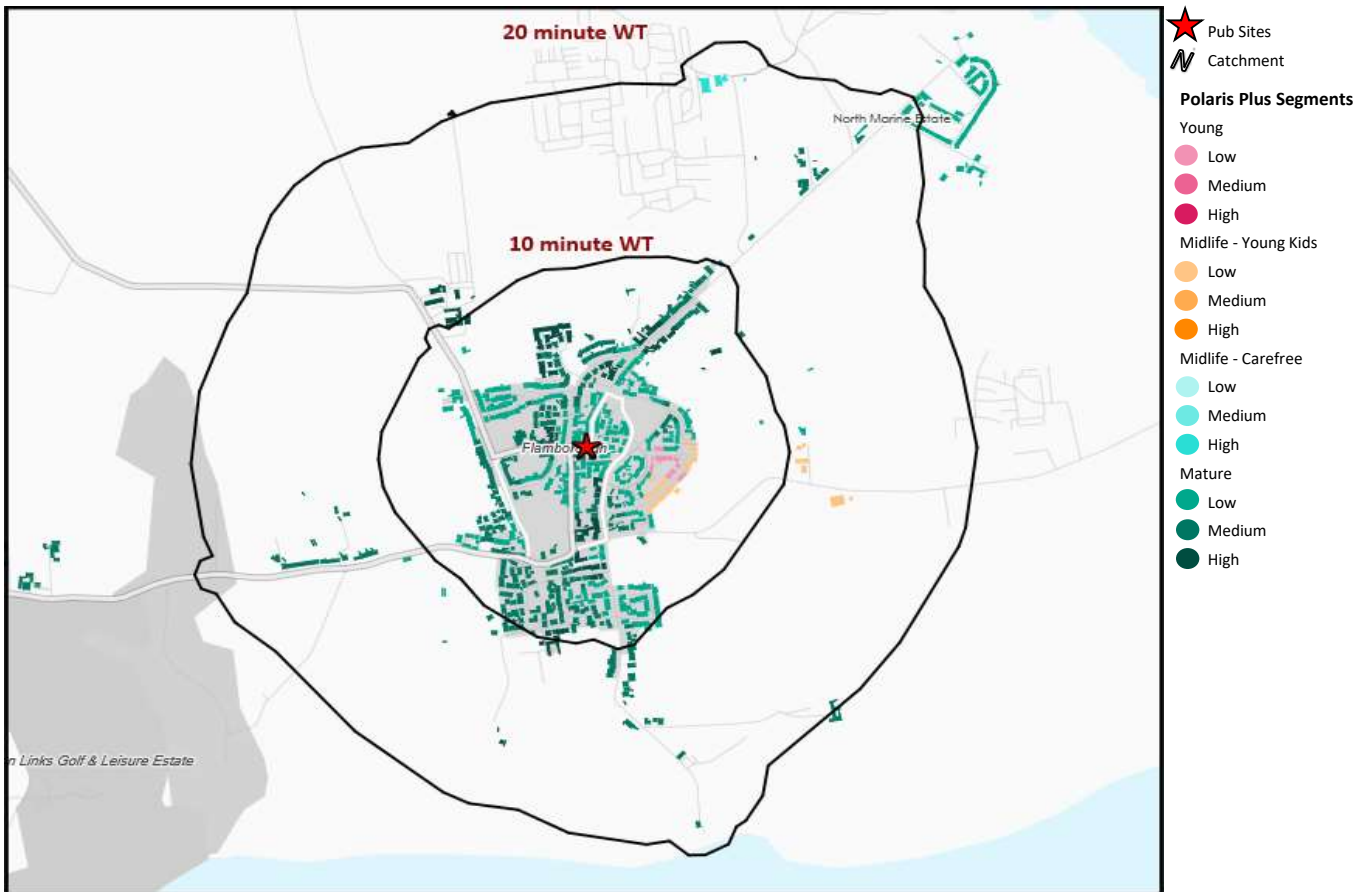 20 minute WT
North Marine Estate
10 minute WT
Flamborough
n Links Golf & Leisure Estate
Pub Sites
Catchment
Polaris Plus Segments
Young
Low
Medium
High
Midlife - Young Kids
Low
Medium
High
Midlife - Carefree
Low
Medium
High
Mature
Low
Medium
High